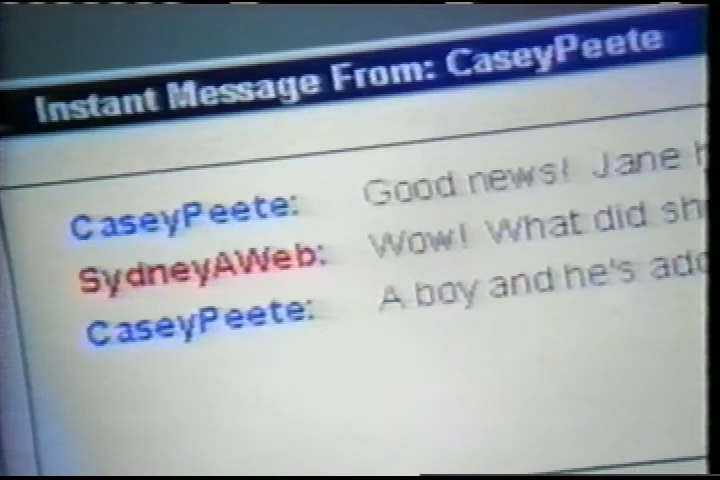 Instant Message From: CaseyPeete
CaseyPeete: Good news! Jane
SydneyAWeb: Wow! What did
CaseyPeete: A boy and he's